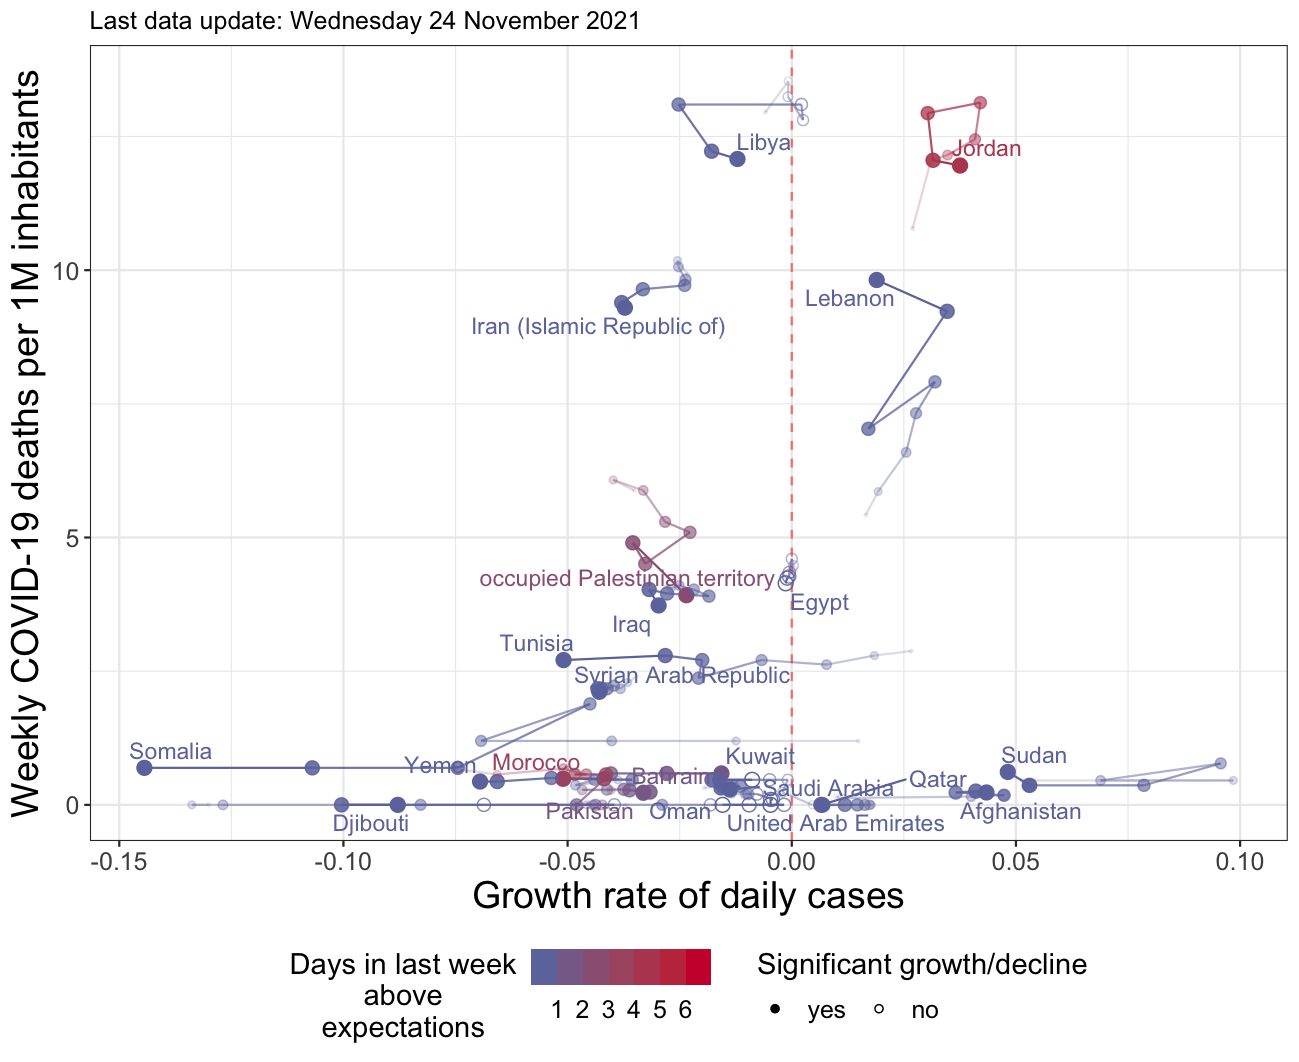 Last data update: Wednesday 24 November 2021
Weekly COVID-19 deaths per 1M inhabitants
10
5
0
Libya
Jordan
Lebanon
Iran (Islamic Republic of)
occupied Palestinian territory
Egypt
Iraq
Tunisia
Syrian Arab Republic
Somalia
Yemen
Morocco
Kuwait
Sudan
Bahrain
Saudi Arabia
Qatar
Pakistan
Oman
Afghanistan
Djibouti
United Arab Emirates
-0.15
-0.10
-0.05
0.00
0.05
0.10
Growth rate of daily cases
Days in last week
above
expectations
1 2 3 4 5 6
Significant growth/decline
yes
no